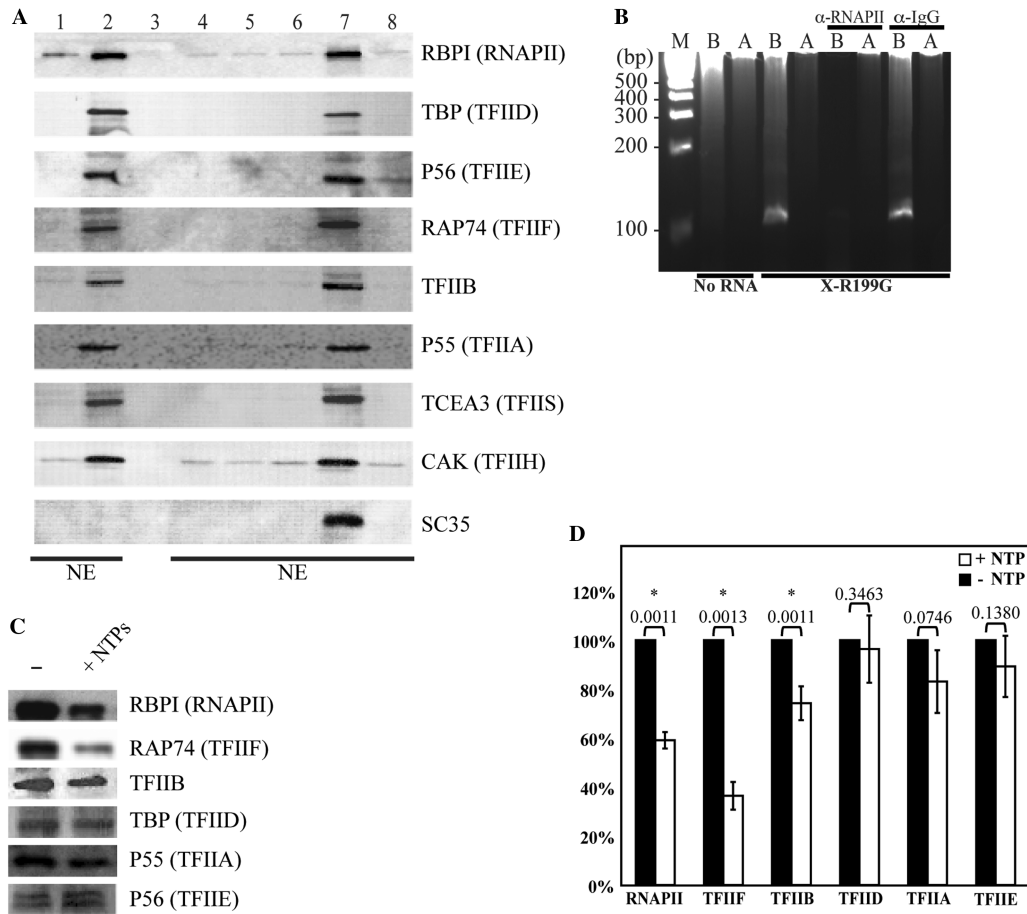 A
1 2 3 4 5 6 7 8
RBPI (RNAPII)
TBP (TFIID)
P56 (TFIIE)
RAP74 (TFIIF)
TFIIB
P55 (TFIIA)
TCEA3 (TFIIS)
CAK (TFIIH)
SC35
NE NE
B
α-RNAPII α-IgG
M B A B A B A B A
(bp)
500
400
300
200
100
No RNA X-R199G
C
– + NTPs
RBPI (RNAPII)
RAP74 (TFIIF)
TFIIB
TBP (TFIID)
P55 (TFIIA)
P56 (TFIIE)
D
+ NTP
- NTP
120%
100%
80%
60%
40%
20%
0%
* * *
0.0011 0.0013 0.0011 0.3463 0.0746 0.1380
RNAPII TFIIF TFIIB TFIID TFIIA TFIIE